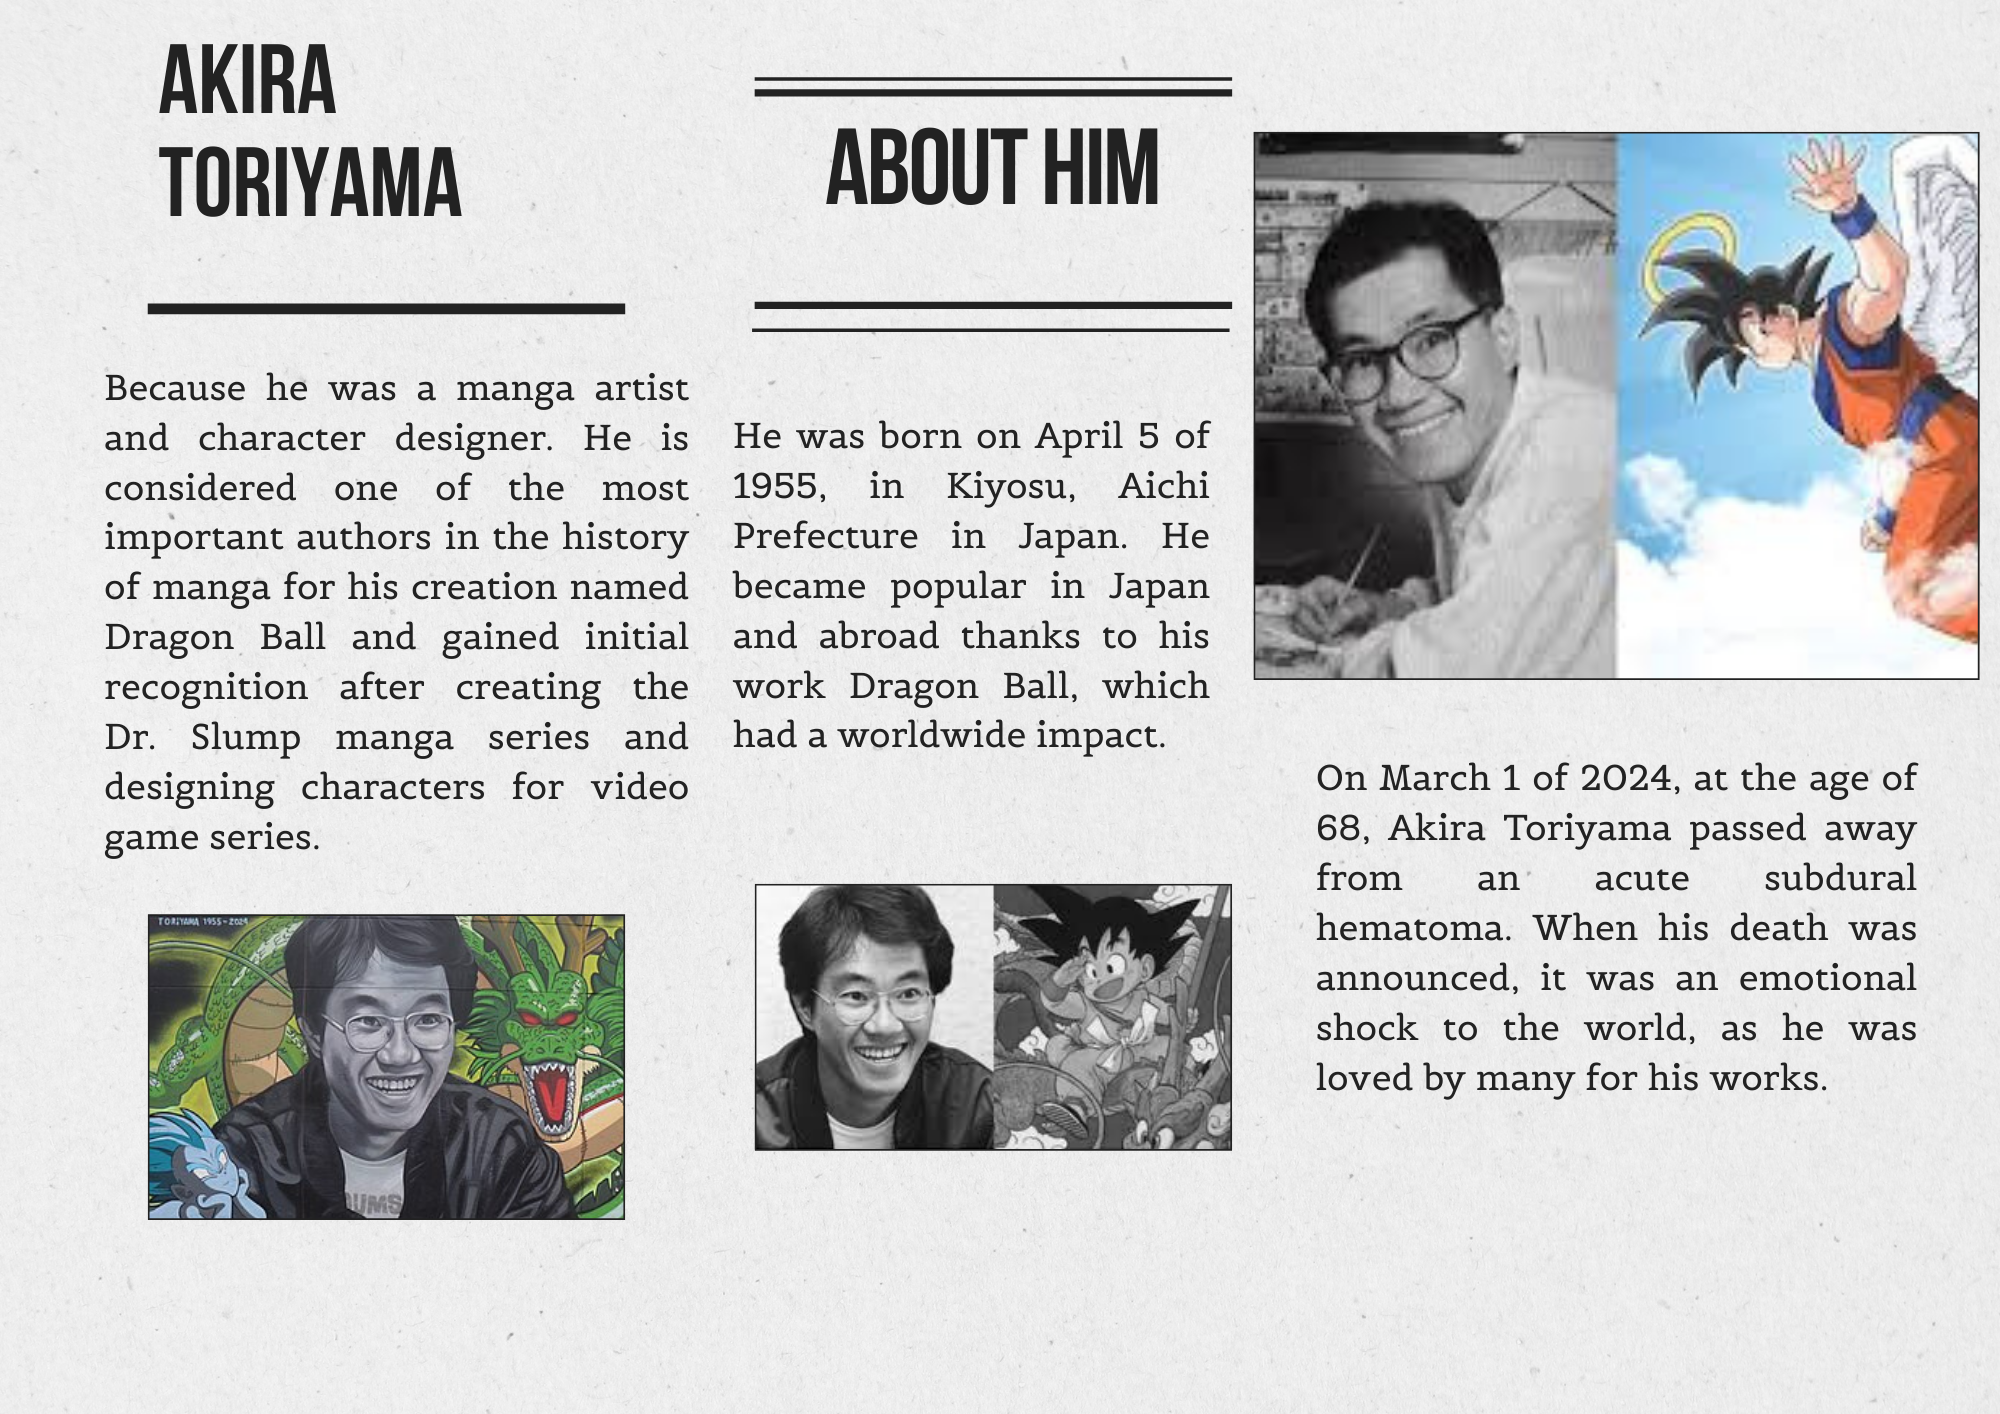 AKIRA
TORIYAMA
Because he was a manga artist
and character designer. He is
considered one of the most
important authors in the history
of manga for his creation named
Dragon Ball and gained initial
recognition after creating the
Dr. Slump manga series and
designing characters for video
game series.
TORIYAMA 1955-2024
UMS
ABOUT HIM
He was born on April 5 of
1955, in Kiyosu, Aichi
Prefecture in Japan. He
became popular in Japan
and abroad thanks to his
work Dragon Ball, which
had a worldwide impact.
On March 1 of 2024, at the age of
68, Akira Toriyama passed away
from an acute subdural
hematoma. When his death was
announced, it was an emotional
shock to the world, as he was
loved by many for his works.